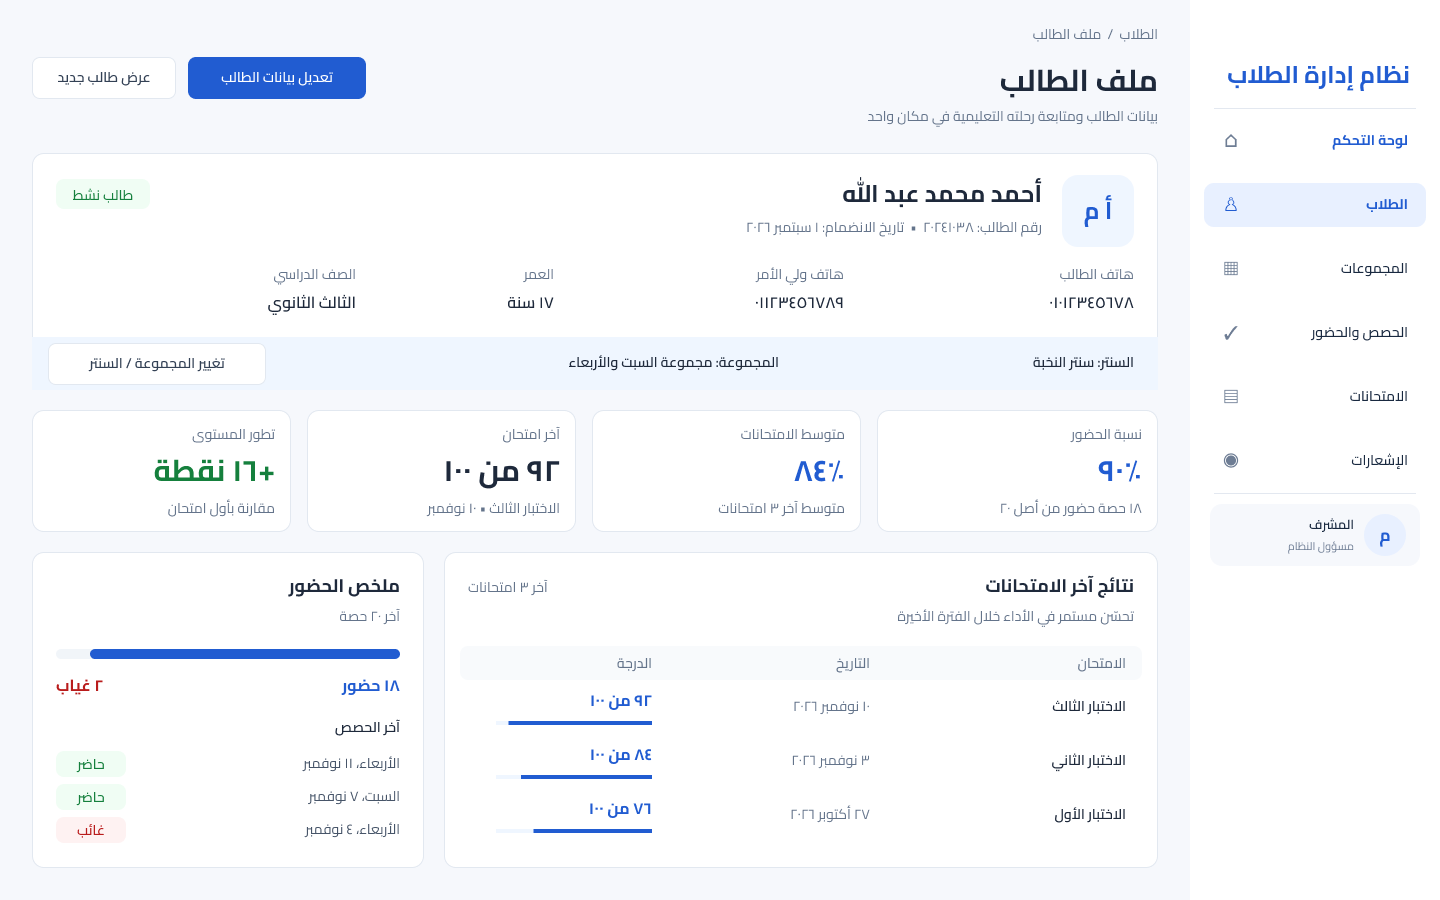 نظام إدارة الطلاب
لوحة التحكم
الطلاب
المجموعات
الحصص والحضور
الامتحانات
الإشعارات
م
المشرف
مسؤول النظام
الطلاب / ملف الطالب
ملف الطالب
بيانات الطالب ومتابعة رحلته التعليمية في مكان واحد
تعديل بيانات الطالب
عرض طالب جديد
أ م
أحمد محمد عبد الله
رقم الطالب: ٢٠٢٤١٠٣٨ • تاريخ الانضمام: ١ سبتمبر ٢٠٢٦
طالب نشط
هاتف الطالب
٠١٠١٢٣٤٥٦٧٨
هاتف ولي الأمر
٠١١٢٣٤٥٦٧٨٩
العمر
١٧ سنة
الصف الدراسي
الثالث الثانوي
السنتر: سنتر النخبة
المجموعة: مجموعة السبت والأربعاء
تغيير المجموعة / السنتر
نسبة الحضور
٩٠٪
١٨ حصة حضور من أصل ٢٠
متوسط الامتحانات
٨٤٪
متوسط آخر ٣ امتحانات
آخر امتحان
٩٢ من ١٠٠
الاختبار الثالث • ١٠ نوفمبر
تطور المستوى
+١٦ نقطة
مقارنة بأول امتحان
نتائج آخر الامتحانات
آخر ٣ امتحانات
تحسّن مستمر في الأداء خلال الفترة الأخيرة
الامتحان التاريخ الدرجة
الاختبار الثالث ١٠ نوفمبر ٢٠٢٦ ٩٢ من ١٠٠
الاختبار الثاني ٣ نوفمبر ٢٠٢٦ ٨٤ من ١٠٠
الاختبار الأول ٢٧ أكتوبر ٢٠٢٦ ٧٦ من ١٠٠
ملخص الحضور
آخر ٢٠ حصة
١٨ حضور
٢ غياب
آخر الحصص
الأربعاء، ١١ نوفمبر حاضر
السبت، ٧ نوفمبر حاضر
الأربعاء، ٤ نوفمبر غائب